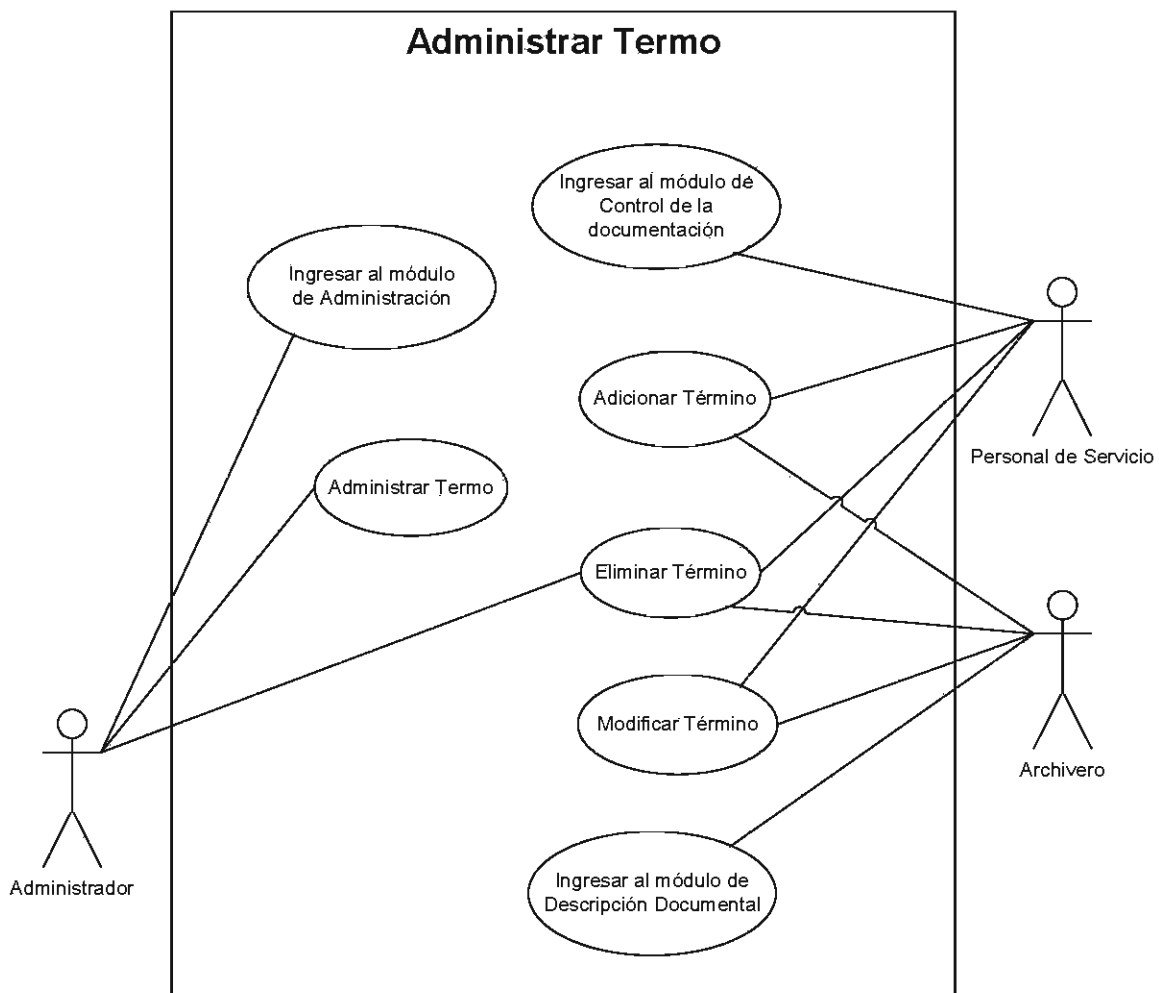 Administrar Termo
Ingresar al módulo de
Control de la
documentación
Ingresar al módulo
de Administración
Adicionar Término
Personal de Servicio
Administrar Termo
Eliminar Término
Modificar Término
Archivero
Administrador
Ingresar al módulo de
Descripción Documental